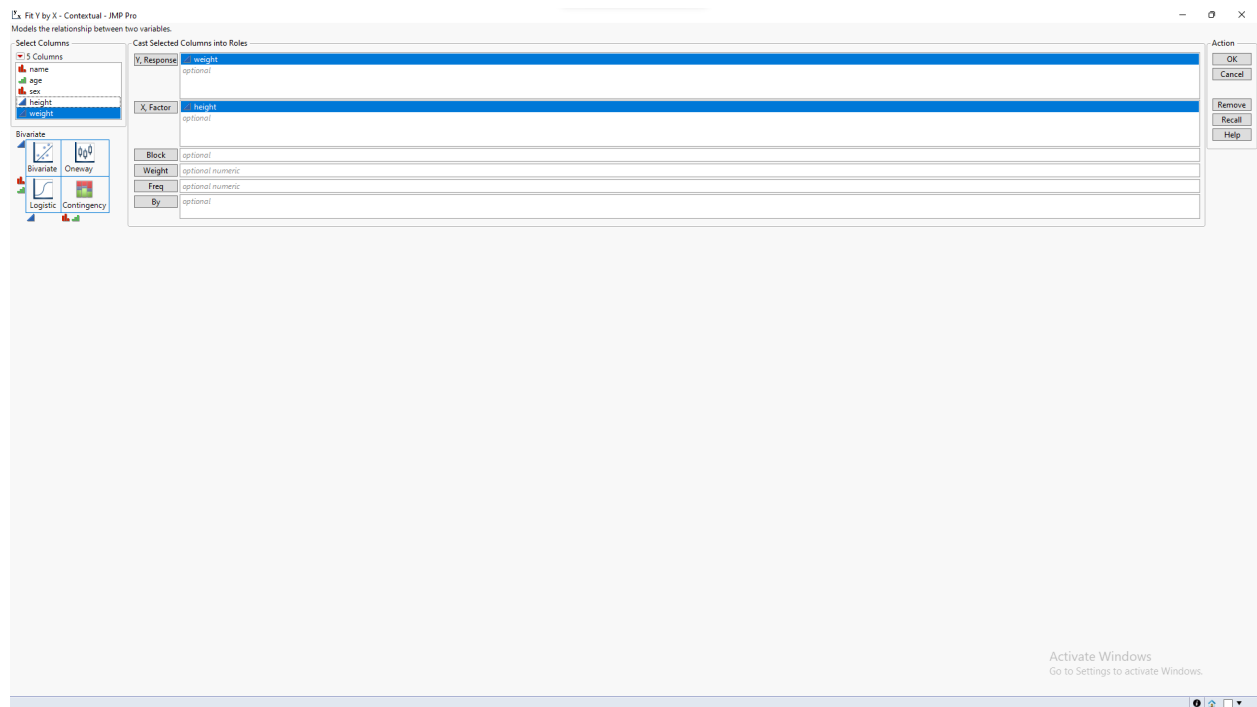 Fit Y by X - Contextual - JMP Pro
Models the relationship between two variables.
Select Columns
5 Columns
name
age
sex
height
weight
Bivariate
Bivariate
Oneway
Logistic
Contingency
Cast Selected Columns into Roles
Y, Response
weight
optional
X, Factor
height
optional
Block
optional
Weight
optional numeric
Freq
optional numeric
By
optional
Action
OK
Cancel
Remove
Recall
Help
Activate Windows
Go to Settings to activate Windows.